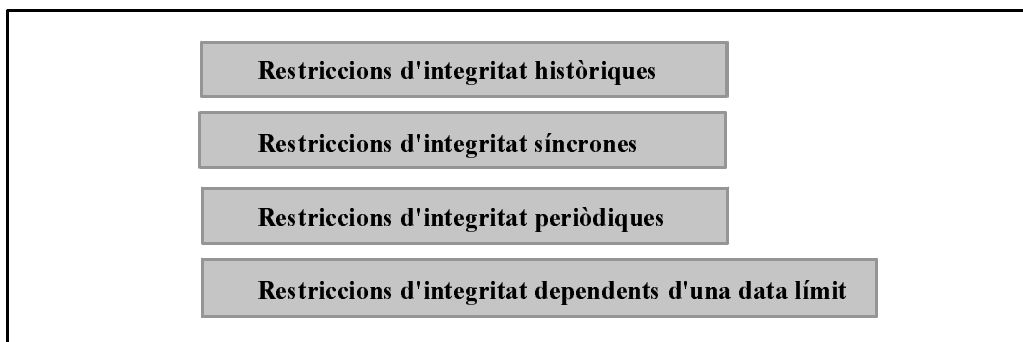 Restriccions d'integritat històriques
Restriccions d'integritat síncrones
Restriccions d'integritat periòdiques
Restriccions d'integritat dependents d'una data límit